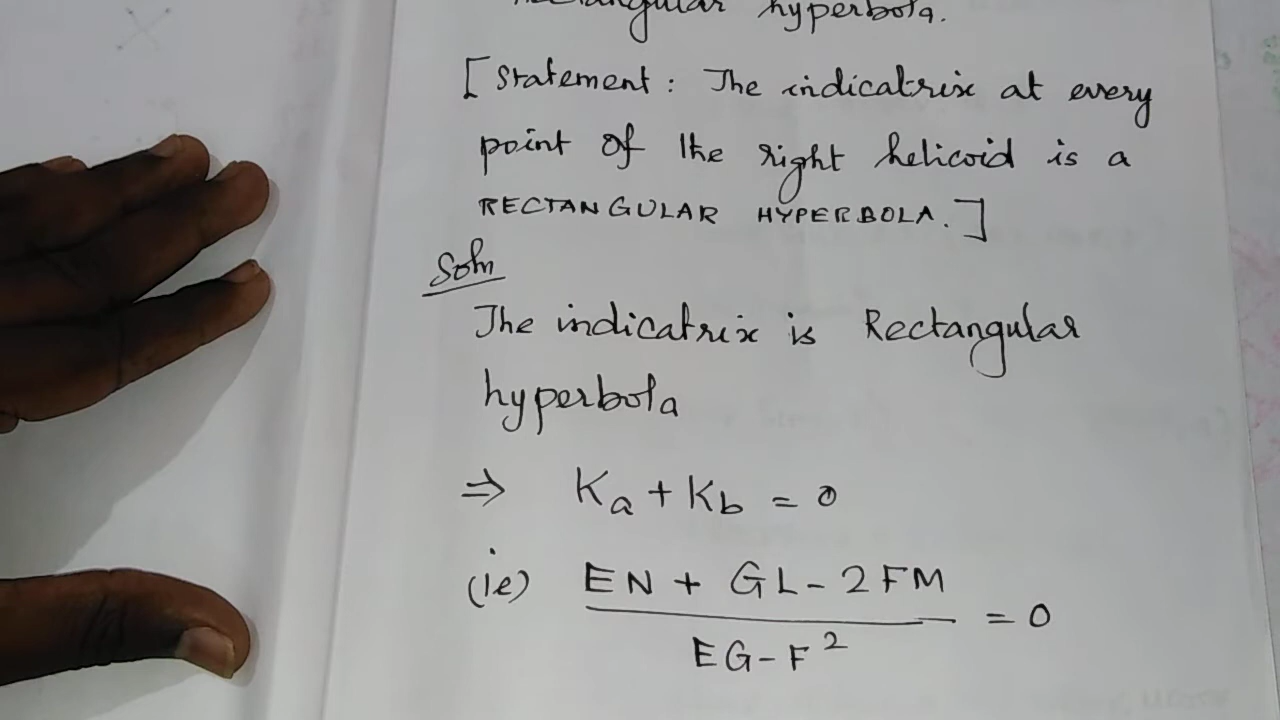 Rectangular hyperbola.
[Statement: The indicatrix at every
point of the right helicoid is a
RECTANGULAR HYPERBOLA.]
Soln
The indicatrix is Rectangular
hyperbola
⇒ Ka + Kb = 0
(ie) EN + GL - 2FM / EG - F² = 0